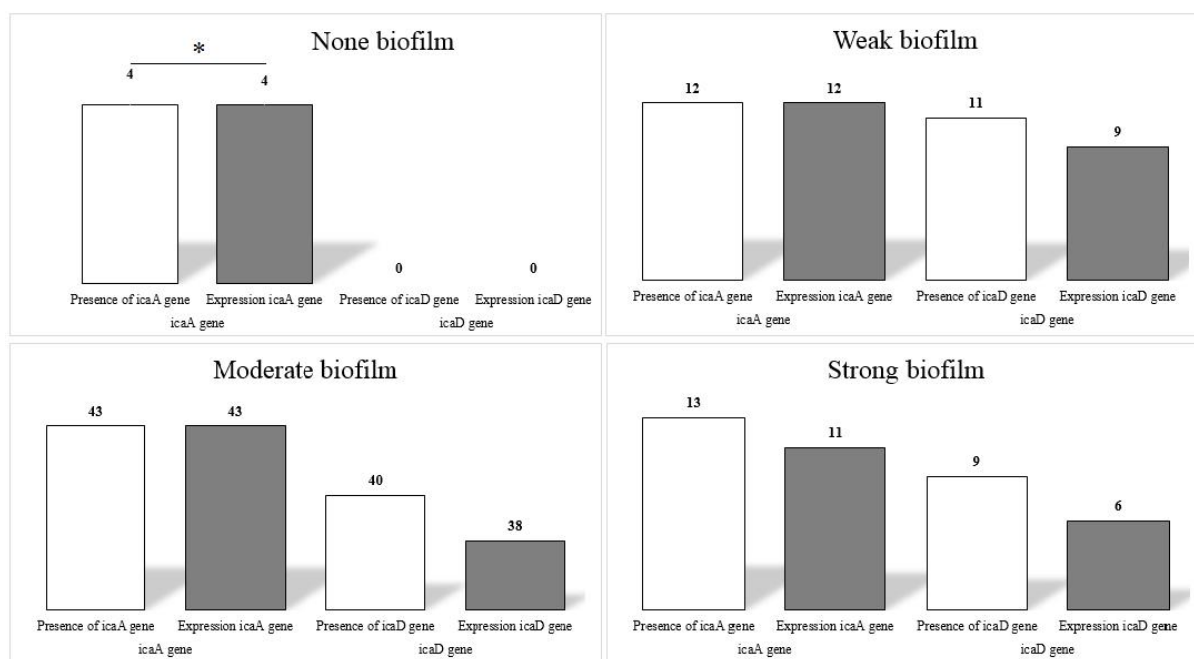 None biofilm
*
4 4
0 0
Presence of icaA gene Expression icaA gene Presence of icaD gene Expression icaD gene
icaA gene icaD gene
Weak biofilm
12 12 11 9
Presence of icaA gene Expression icaA gene Presence of icaD gene Expression icaD gene
icaA gene icaD gene
Moderate biofilm
43 43 40 38
Presence of icaA gene Expression icaA gene Presence of icaD gene Expression icaD gene
icaA gene icaD gene
Strong biofilm
13 11 9 6
Presence of icaA gene Expression icaA gene Presence of icaD gene Expression icaD gene
icaA gene icaD gene